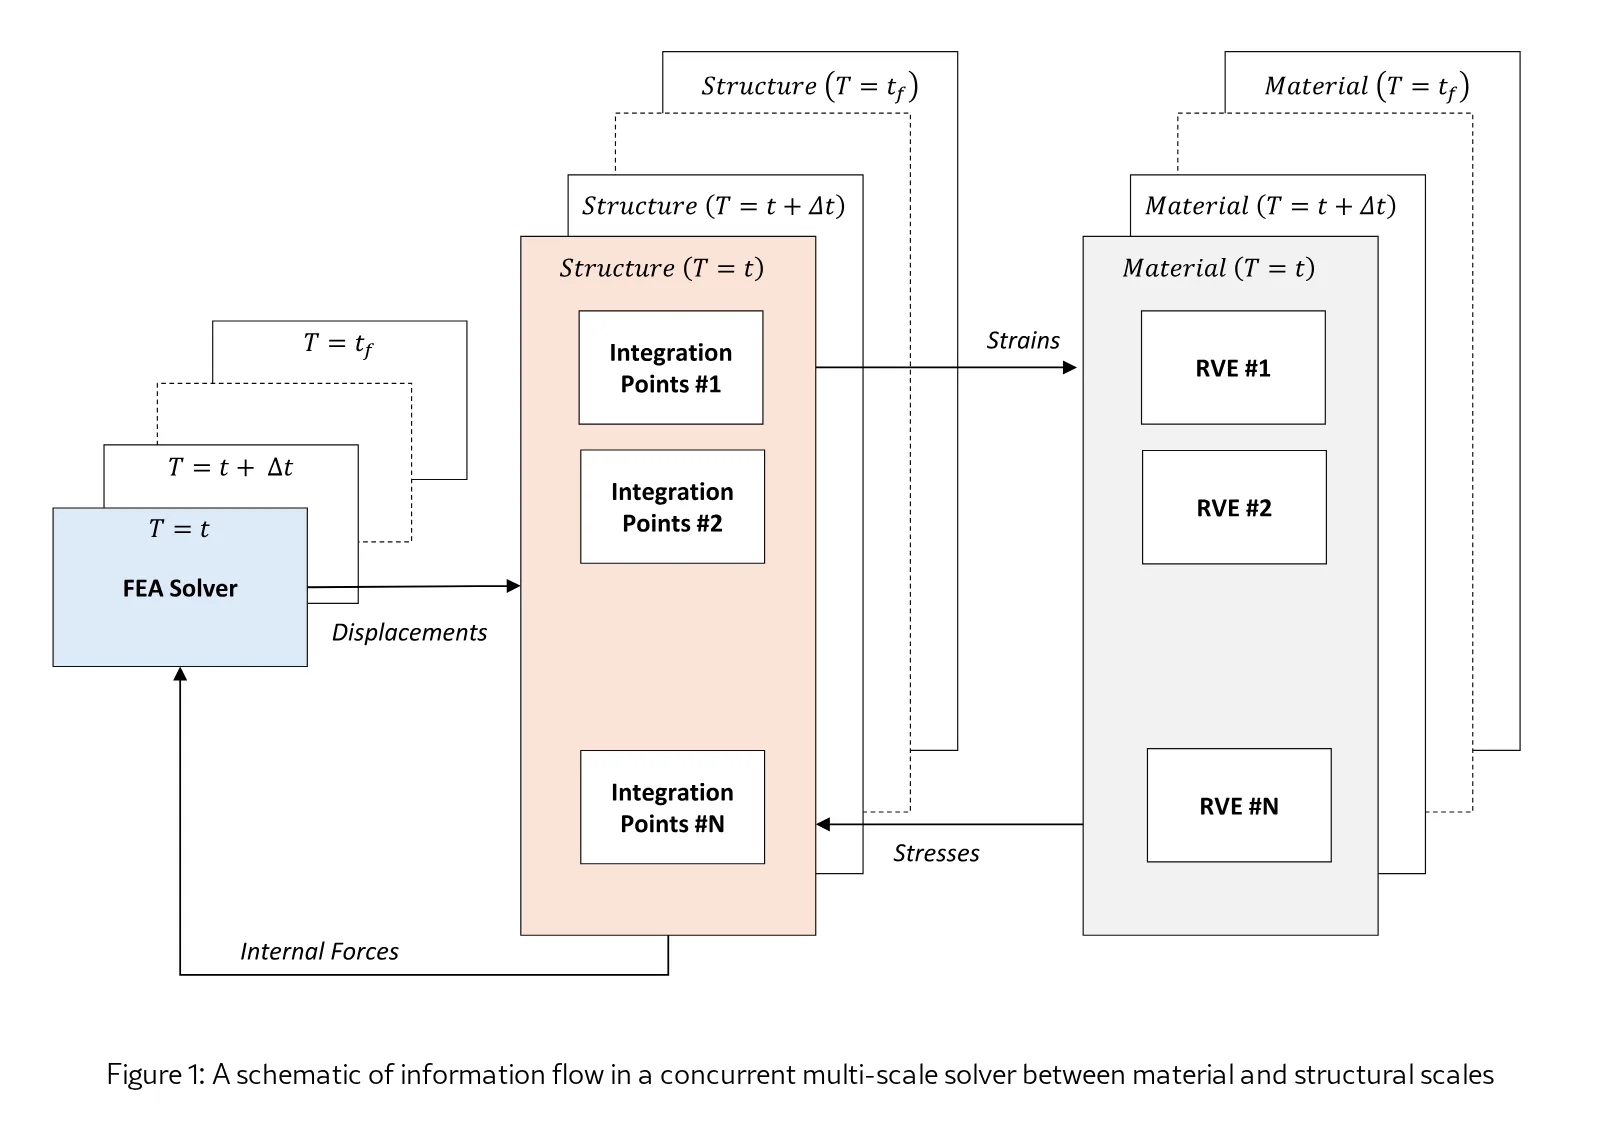 Structure (T = t_f)
Material (T = t_f)
Structure (T = t + Δt)
Material (T = t + Δt)
Structure (T = t)
Material (T = t)
T = t_f
T = t + Δt
T = t
FEA Solver
Displacements
Integration
Points #1
Integration
Points #2
Integration
Points #N
Strains
RVE #1
RVE #2
RVE #N
Stresses
Internal Forces
Figure 1: A schematic of information flow in a concurrent multi-scale solver between material and structural scales